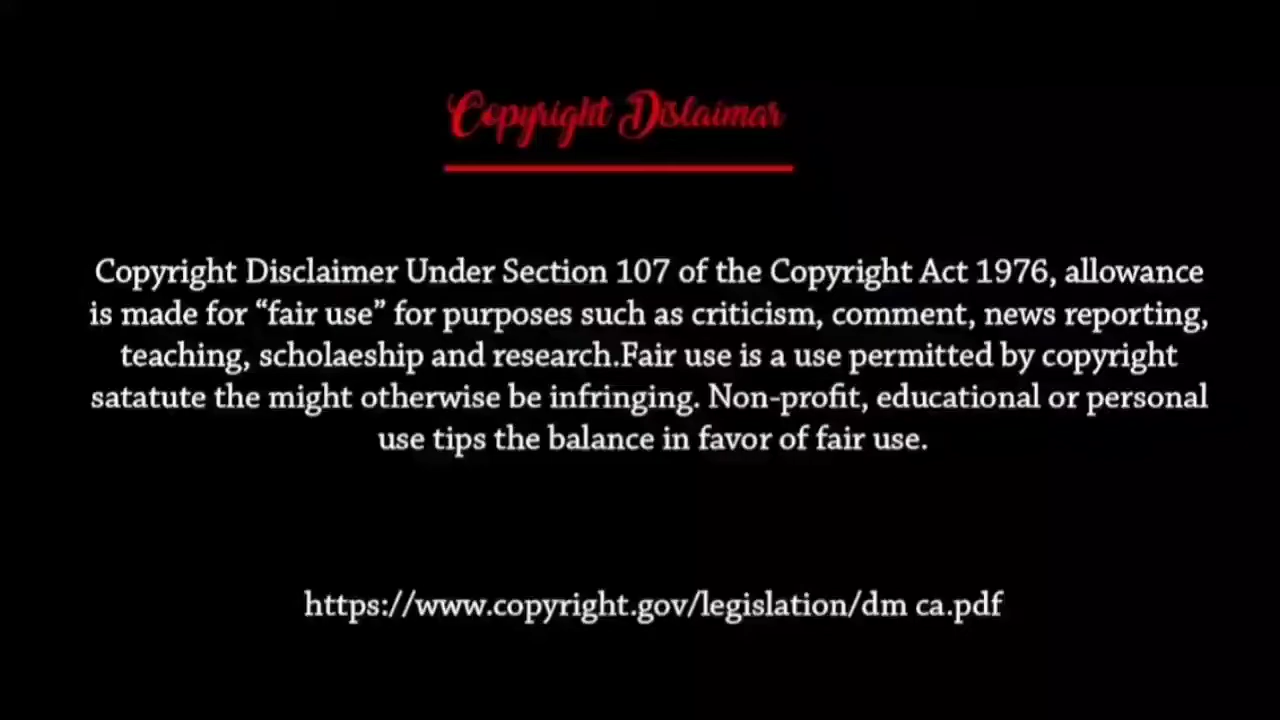 Copyright Dislaimar
Copyright Disclaimer Under Section 107 of the Copyright Act 1976, allowance
is made for “fair use” for purposes such as criticism, comment, news reporting,
teaching, scholaeship and research.Fair use is a use permitted by copyright
satatute the might otherwise be infringing. Non-profit, educational or personal
use tips the balance in favor of fair use.
https://www.copyright.gov/legislation/dm ca.pdf